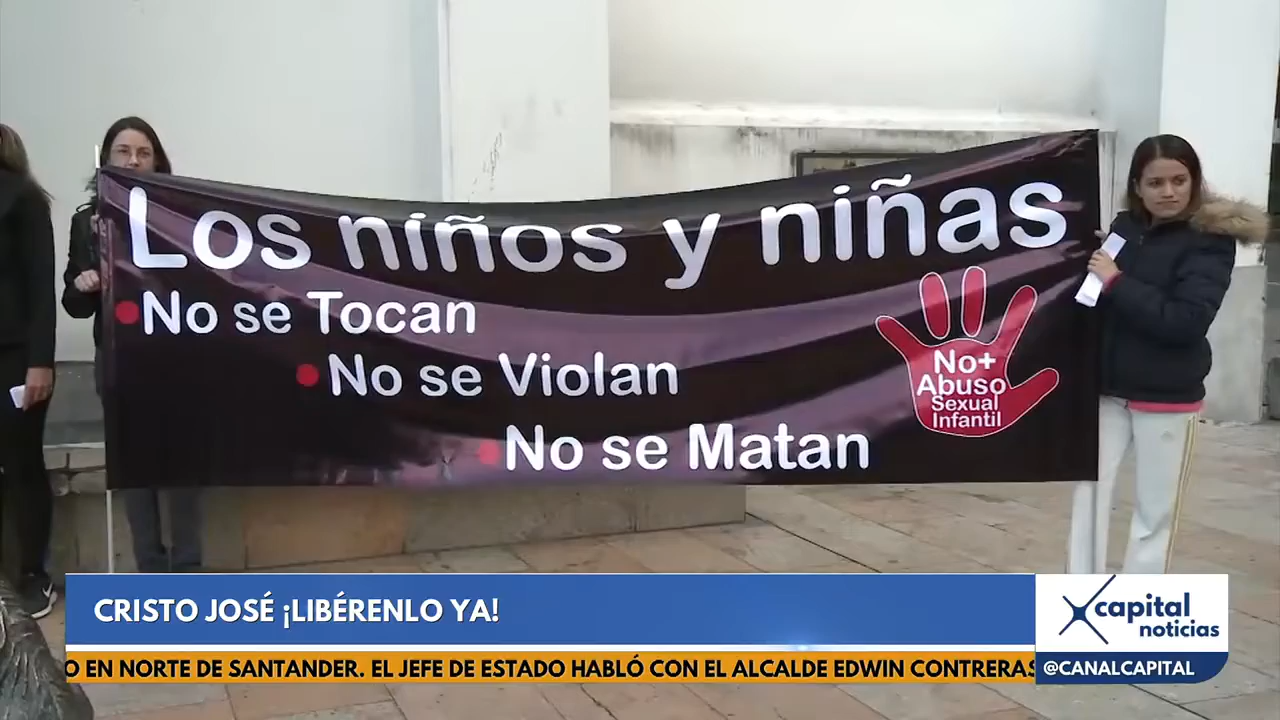 Los niños y niñas
No se Tocan
No se Violan
No se Matan
No+
Abuso
Sexual
Infantil
CRISTO JOSÉ ¡LIBÉRENLO YA!
capital
noticias
O EN NORTE DE SANTANDER. EL JEFE DE ESTADO HABLÓ CON EL ALCALDE EDWIN CONTRERAS
@CANALCAPITAL